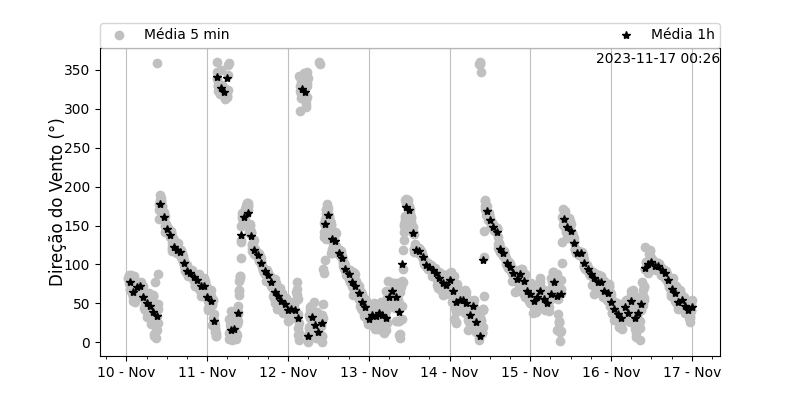 Média 5 min
Média 1h
2023-11-17 00:26
Direção do Vento (°)
350
300
250
200
150
100
50
0
10 - Nov
11 - Nov
12 - Nov
13 - Nov
14 - Nov
15 - Nov
16 - Nov
17 - Nov